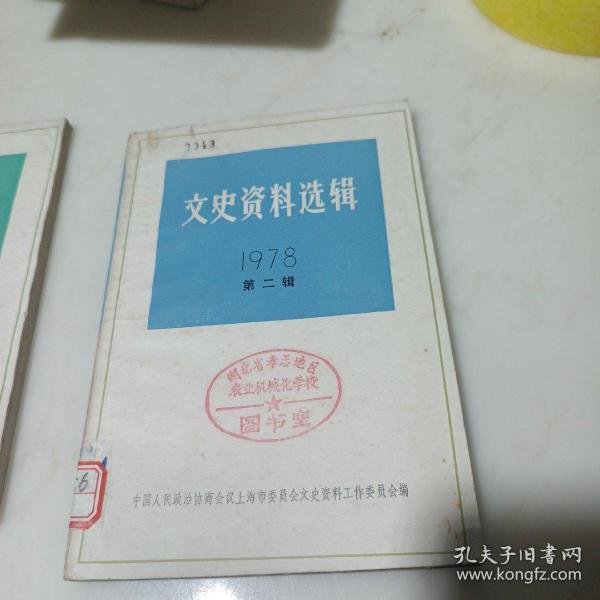 3943
文史资料选辑
1978
第二辑
湖北省孝感地区
农业机械化学校
图书室
6
中国人民政治协商会议上海市委员会文史资料工作委员会编
孔夫子旧书网
www.kongfz.com